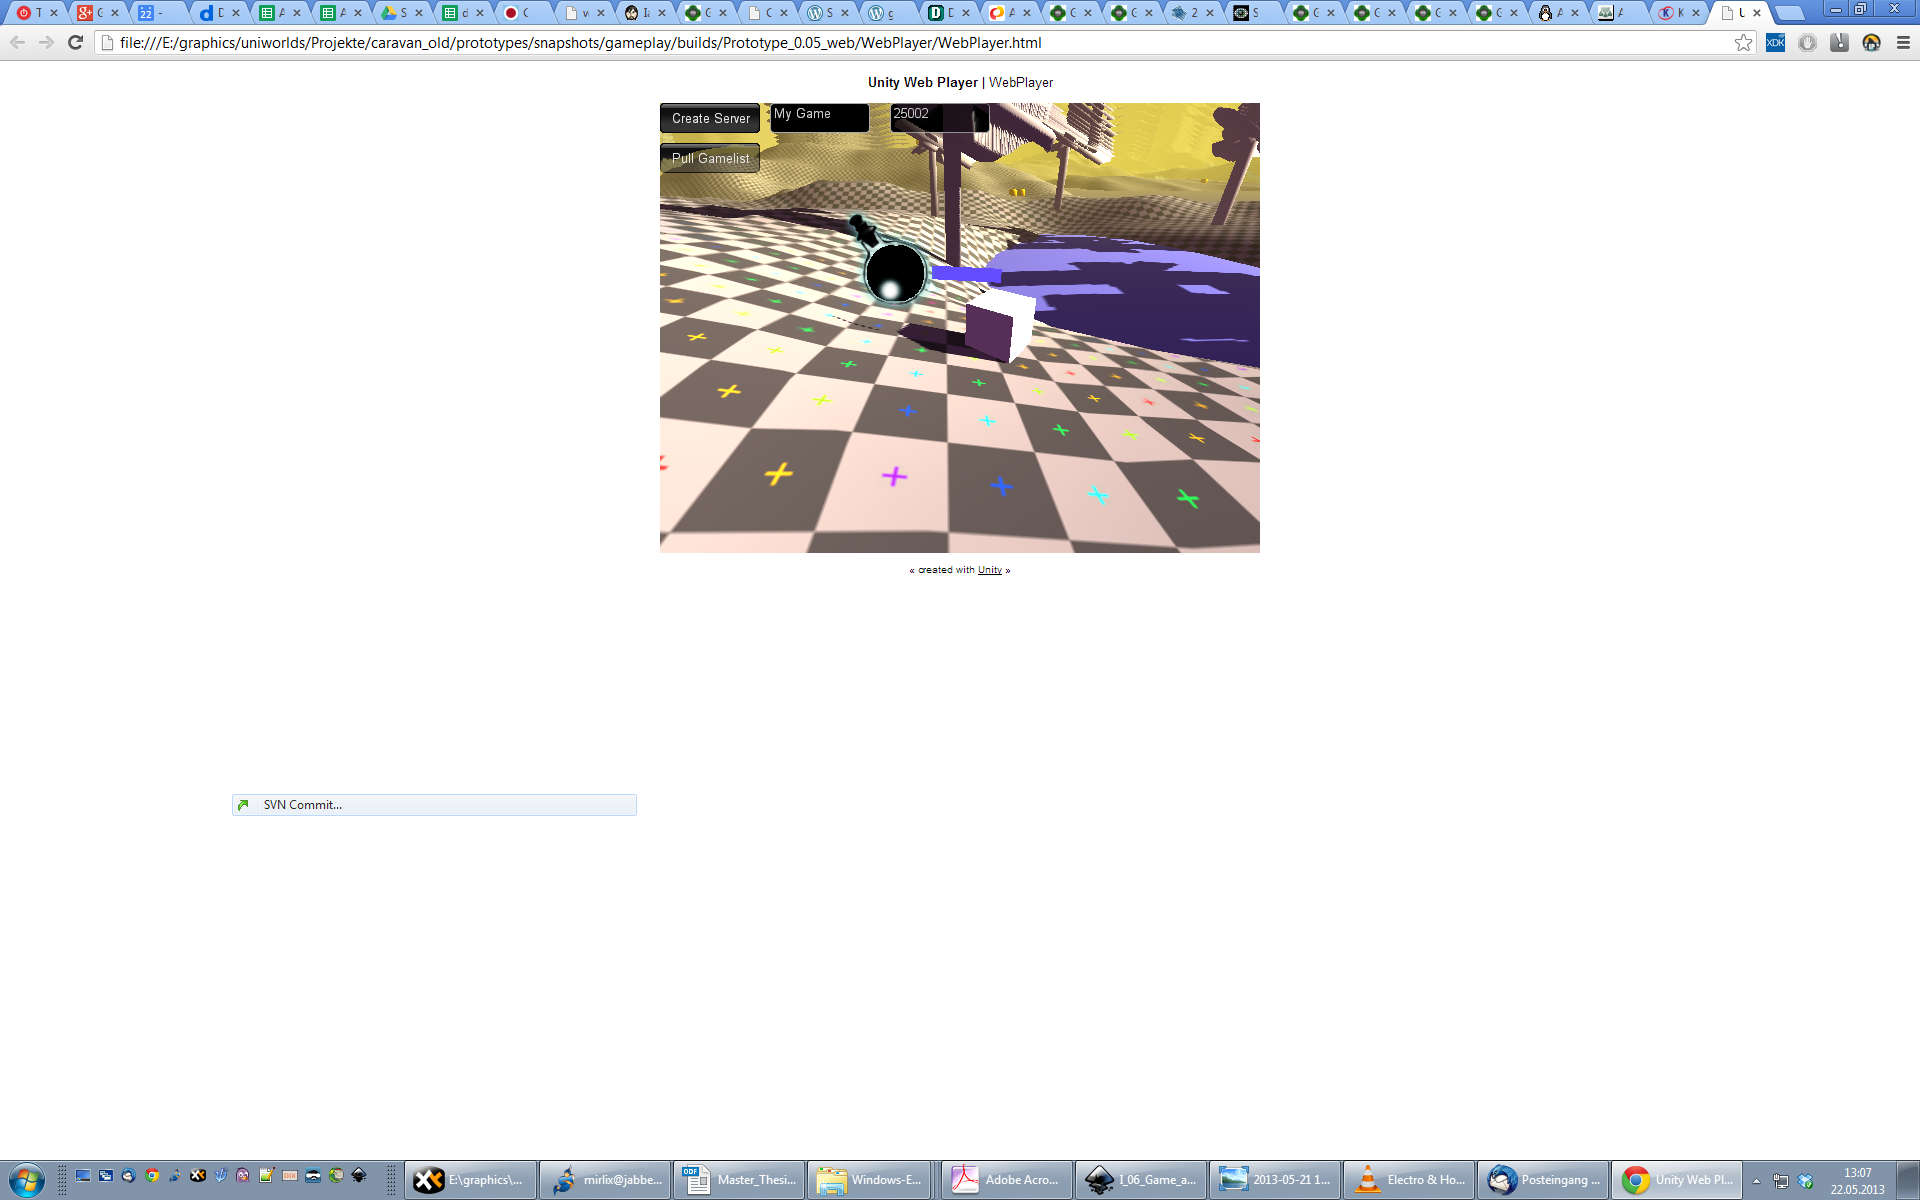 file:///E:/graphics/uniworlds/Projekte/caravan_old/prototypes/snapshots/gameplay/builds/Prototype_0.05_web/WebPlayer/WebPlayer.html
XDK
Unity Web Player | WebPlayer
Create Server
My Game
25002
Pull Gamelist
« created with Unity »
SVN Commit...
E:\graphics\...
mirlix@jabbe...
Master_Thesi...
Windows-E...
Adobe Acro...
I_06_Game_a...
2013-05-21 1...
Electro & Ho...
Posteingang ...
Unity Web Pl...
13:07
22.05.2013